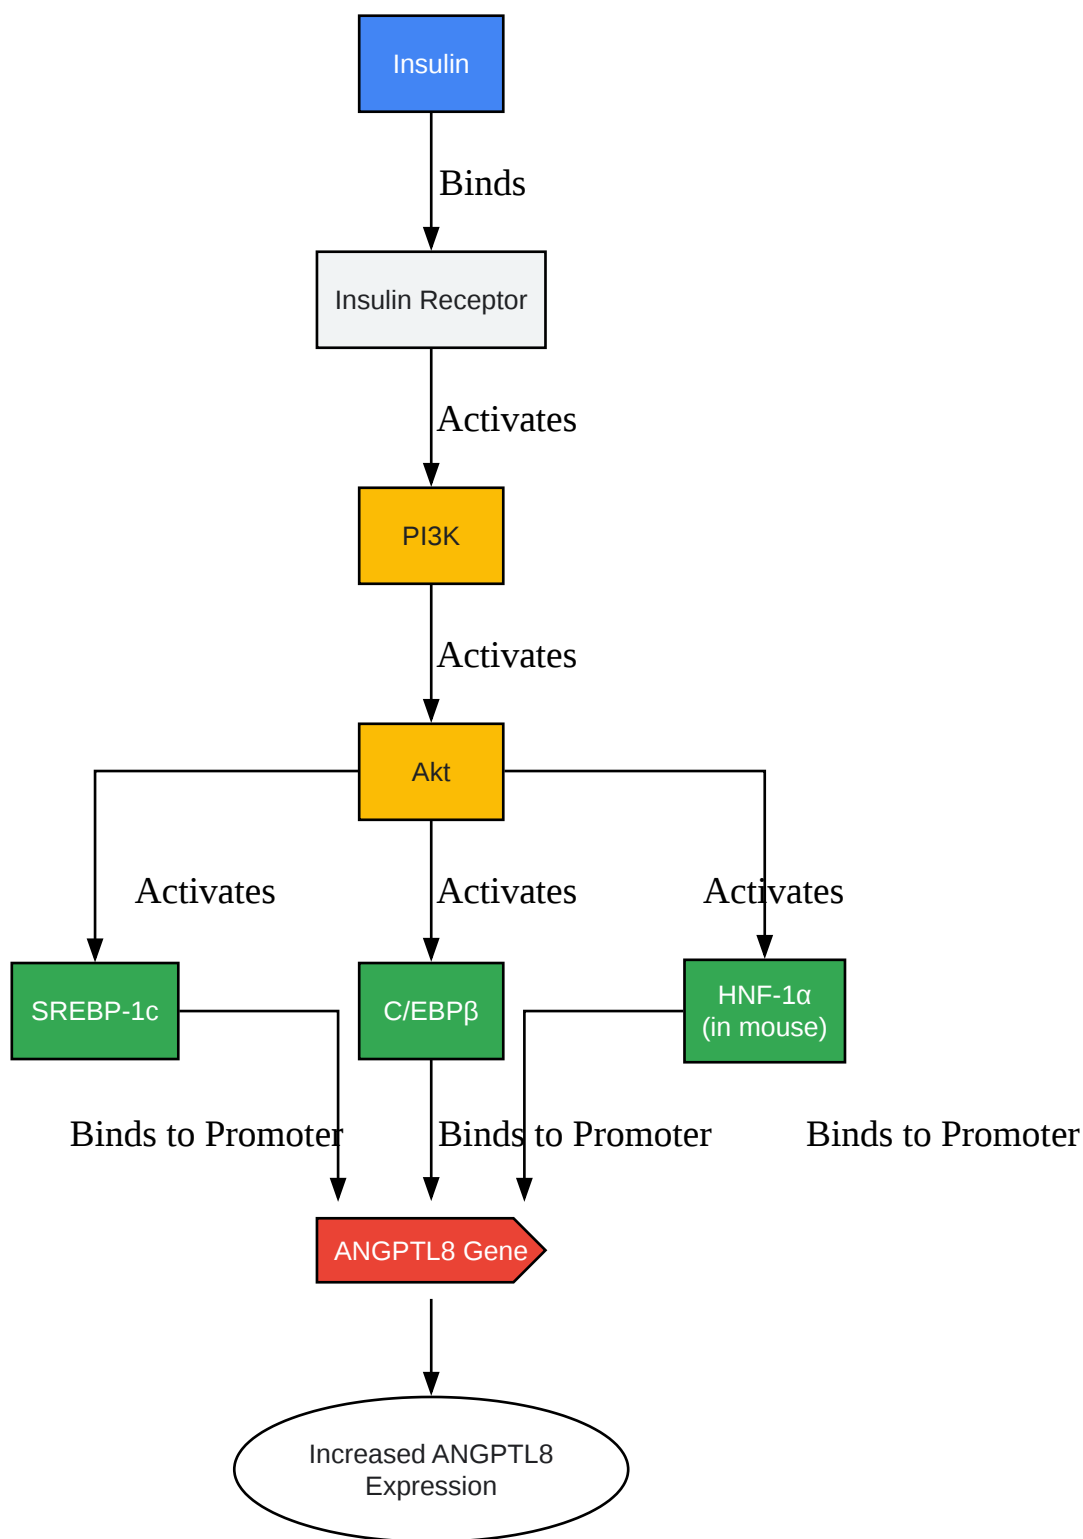 Insulin
Binds
Insulin Receptor
Activates
PI3K
Activates
Akt
Activates
Activates
Activates
SREBP-1c
C/EBPβ
HNF-1α
(in mouse)
Binds to Promoter
Binds to Promoter
Binds to Promoter
ANGPTL8 Gene
Increased ANGPTL8
Expression